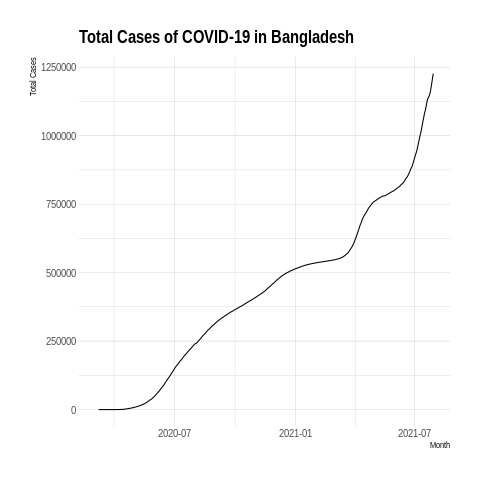 Total Cases of COVID-19 in Bangladesh
Total Cases
1250000
1000000
750000
500000
250000
0
2020-07 2021-01 2021-07
Month